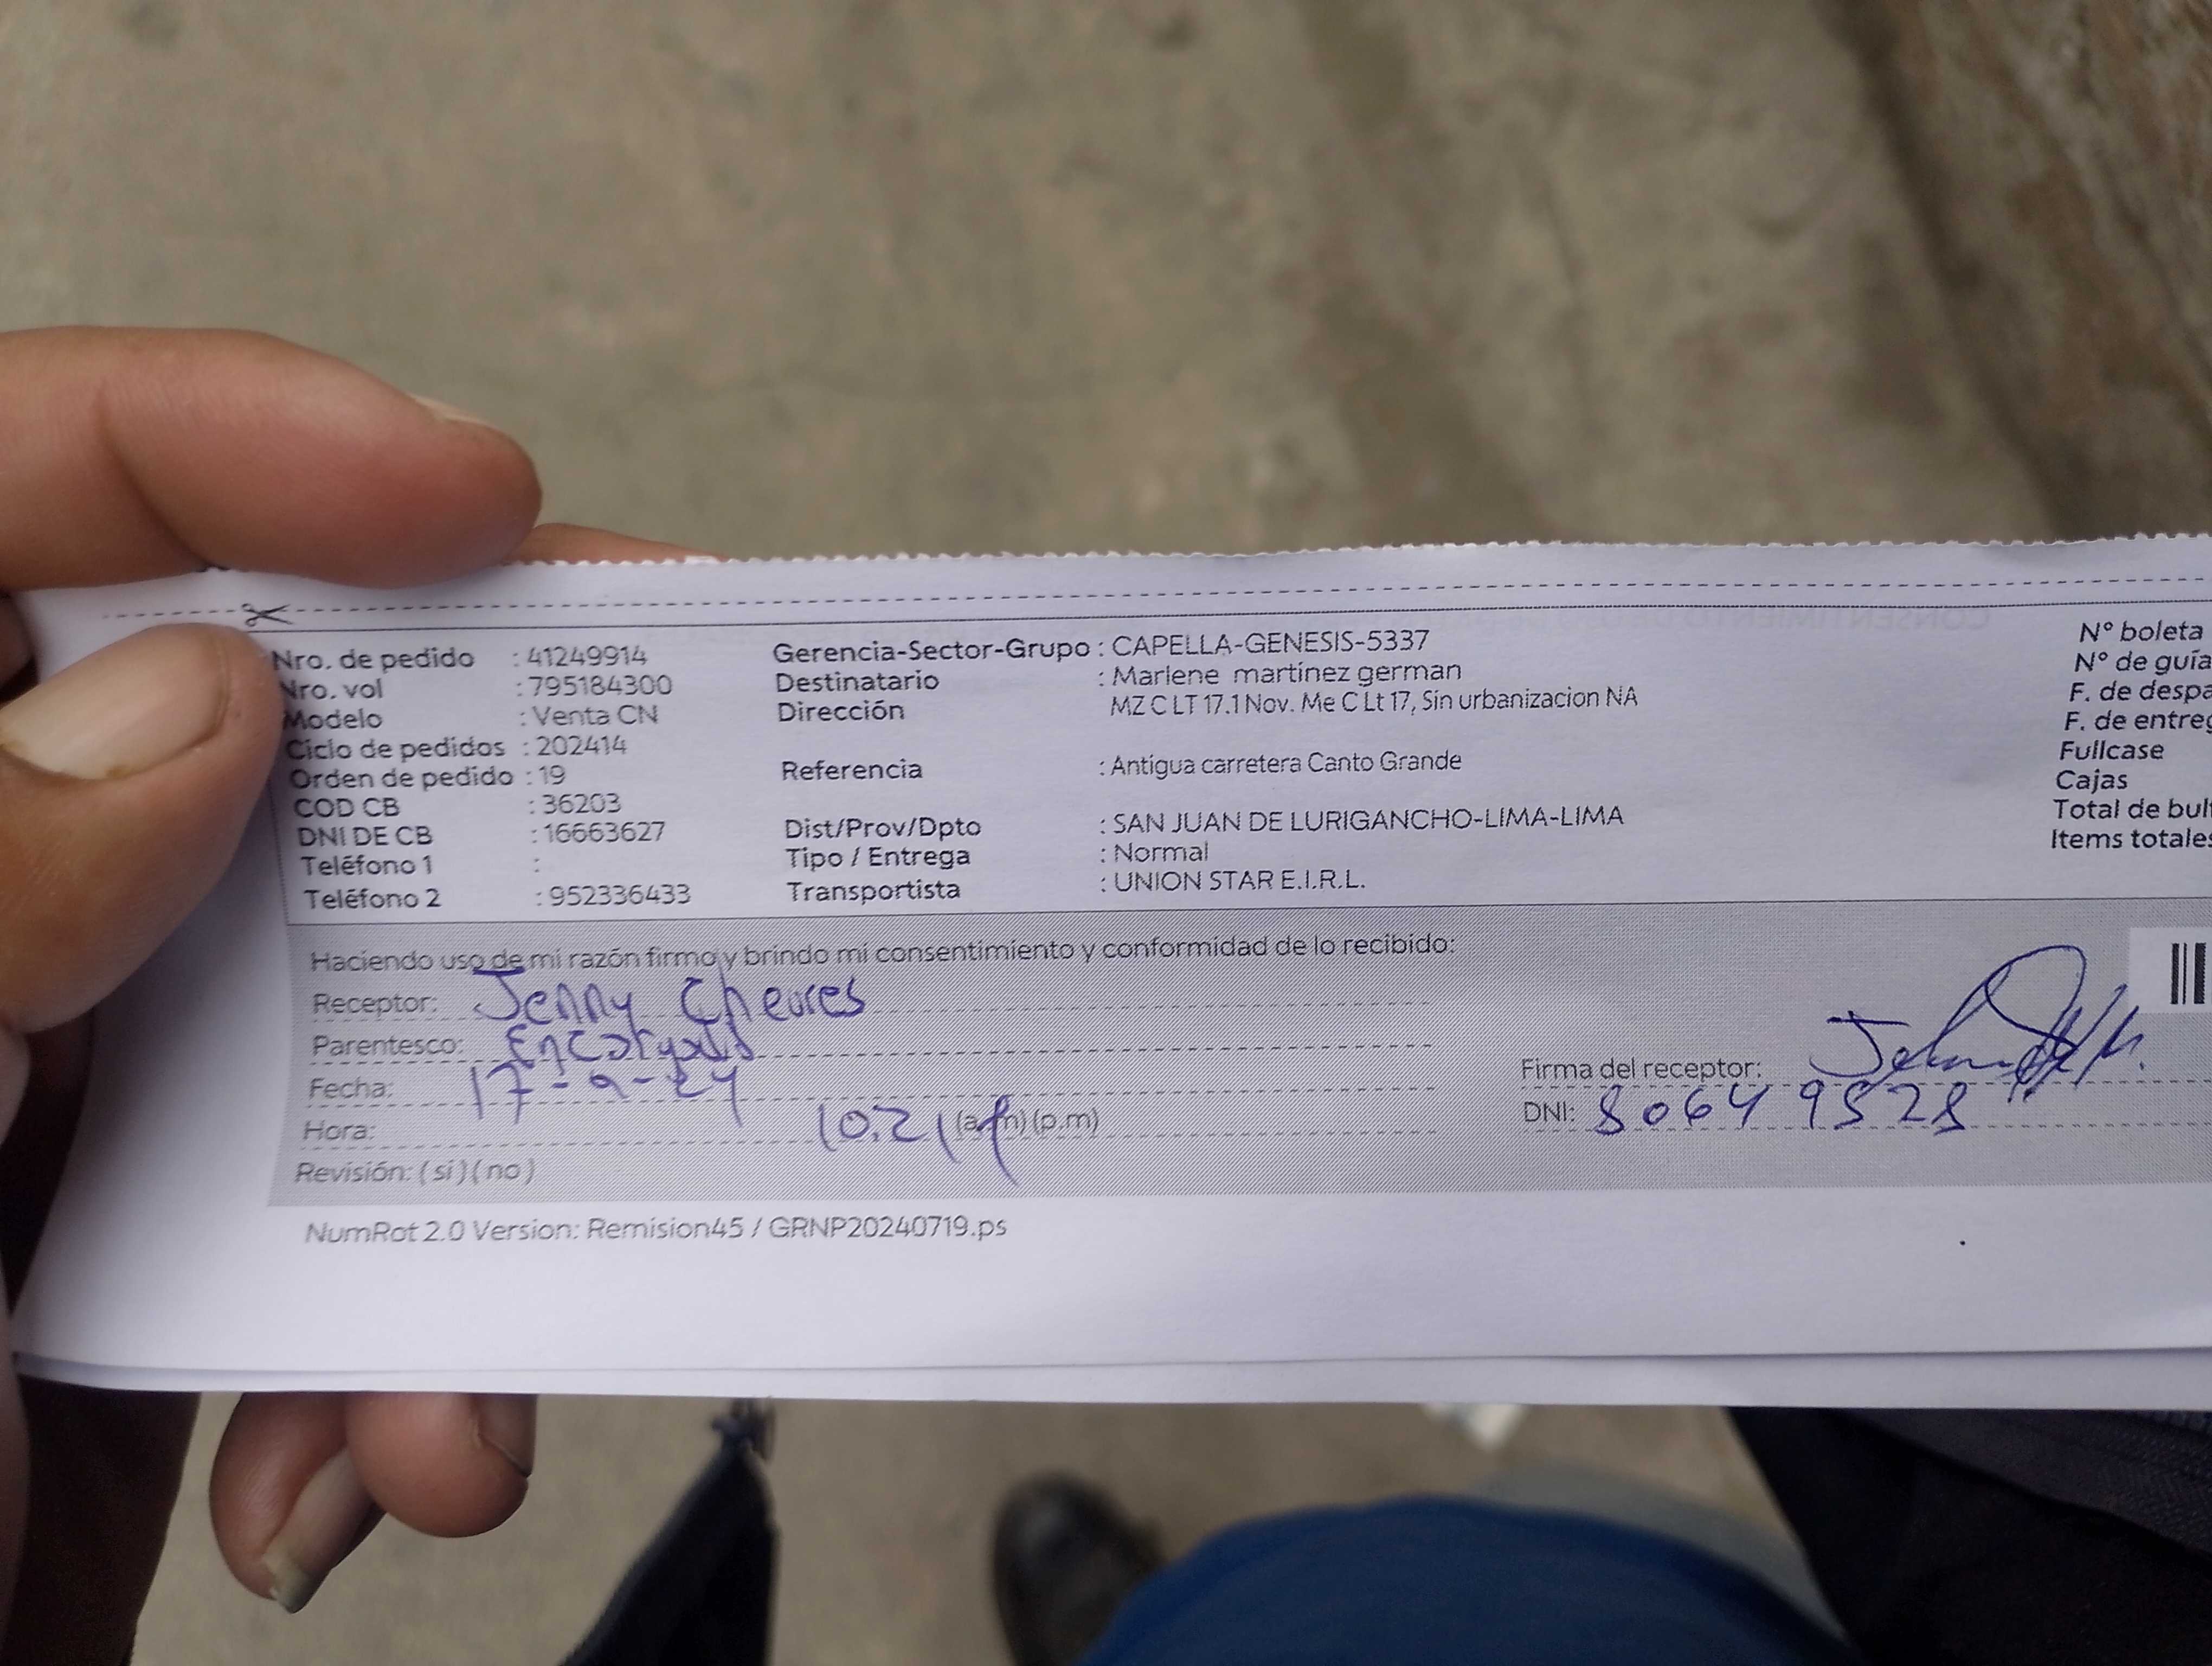 Nro. de pedido : 41249914
Nro. vol : 795184300
Modelo : Venta CN
Ciclo de pedidos : 202414
Orden de pedido : 19
COD CB : 36203
DNI DE CB : 16663627
Teléfono 1 :
Teléfono 2 : 952336433
Gerencia-Sector-Grupo : CAPELLA-GENESIS-5337
Destinatario : Marlene martínez german
Dirección MZ C LT 17.1 Nov. Me C Lt 17, Sin urbanizacion NA
Referencia : Antigua carretera Canto Grande
Dist/Prov/Dpto : SAN JUAN DE LURIGANCHO-LIMA-LIMA
Tipo / Entrega : Normal
Transportista : UNION STAR E.I.R.L.
N° boleta
N° de guía
F. de despa
F. de entreg
Fullcase
Cajas
Total de bul
Items totales
Haciendo uso de mi razón firmo y brindo mi consentimiento y conformidad de lo recibido:
Receptor: Jenny
Parentesco:
Fecha: 17-9-24
Hora: 10.21 (a.m) (p.m)
Revisión: (si) (no)
Firma del receptor:
DNI: 80649528
NumRot 2.0 Version: Remision45 / GRNP20240719.ps